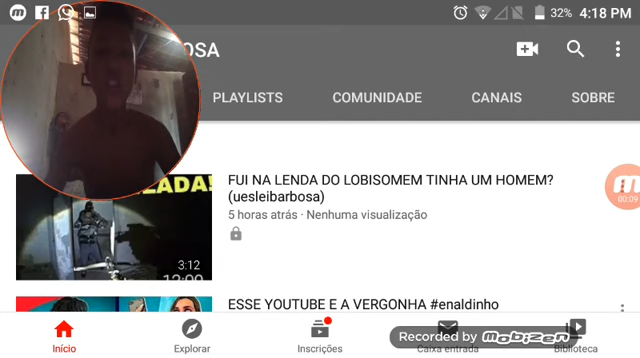 32% 4:18 PM
OSA
PLAYLISTS COMUNIDADE CANAIS SOBRE
LADA!
FUI NA LENDA DO LOBISOMEM TINHA UM HOMEM?
(uesleibarbosa)
5 horas atrás · Nenhuma visualização
3:12
00:09
ESSE YOUTUBE E A VERGONHA #enaldinho
Recorded by Mobizen
Início Explorar Inscrições Caixa entrada Biblioteca